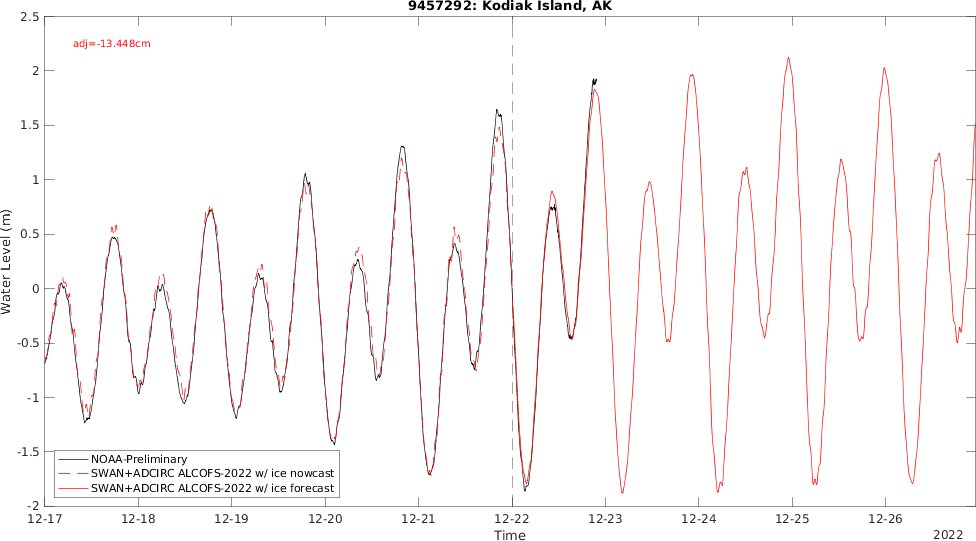 9457292: Kodiak Island, AK
adj=-13.448cm
2.5
2
1.5
1
0.5
0
-0.5
-1
-1.5
-2
Water Level (m)
NOAA-Preliminary
SWAN+ADCIRC ALCOFS-2022 w/ ice nowcast
SWAN+ADCIRC ALCOFS-2022 w/ ice forecast
12-17 12-18 12-19 12-20 12-21 12-22 12-23 12-24 12-25 12-26
Time
2022